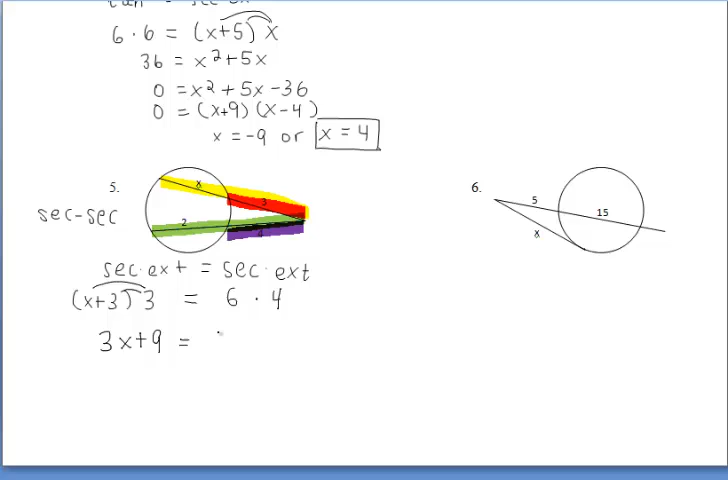 6 · 6 = (x+5) x
36 = x² + 5x
0 = x² + 5x - 36
0 = (x+9) (x-4)
x = -9 or x = 4
5.
x
3
sec-sec
2
4
sec · ext = sec · ext
(x+3) 3 = 6 · 4
3x+9 =
6.
5
15
x